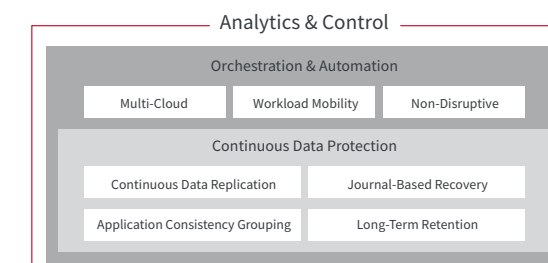 Analytics & Control
Orchestration & Automation
Multi-Cloud
Workload Mobility
Non-Disruptive
Continuous Data Protection
Continuous Data Replication
Journal-Based Recovery
Application Consistency Grouping
Long-Term Retention